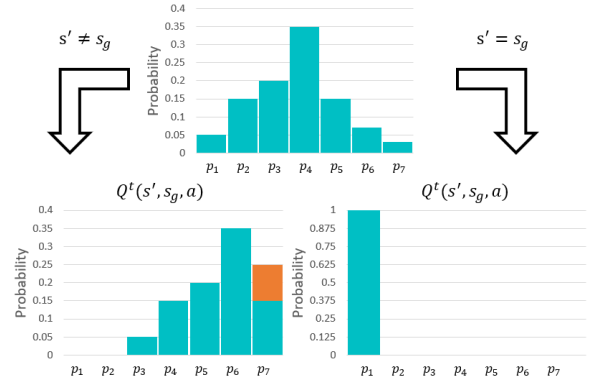 s′ ≠ s_g
s′ = s_g
Probability
0.4
0.35
0.3
0.25
0.2
0.15
0.1
0.05
0
p₁ p₂ p₃ p₄ p₅ p₆ p₇
Qᵗ(s′, s_g, a)
Probability
0.4
0.35
0.3
0.25
0.2
0.15
0.1
0.05
0
p₁ p₂ p₃ p₄ p₅ p₆ p₇
Qᵗ(s′, s_g, a)
Probability
1
0.875
0.75
0.625
0.5
0.375
0.25
0.125
0
p₁ p₂ p₃ p₄ p₅ p₆ p₇